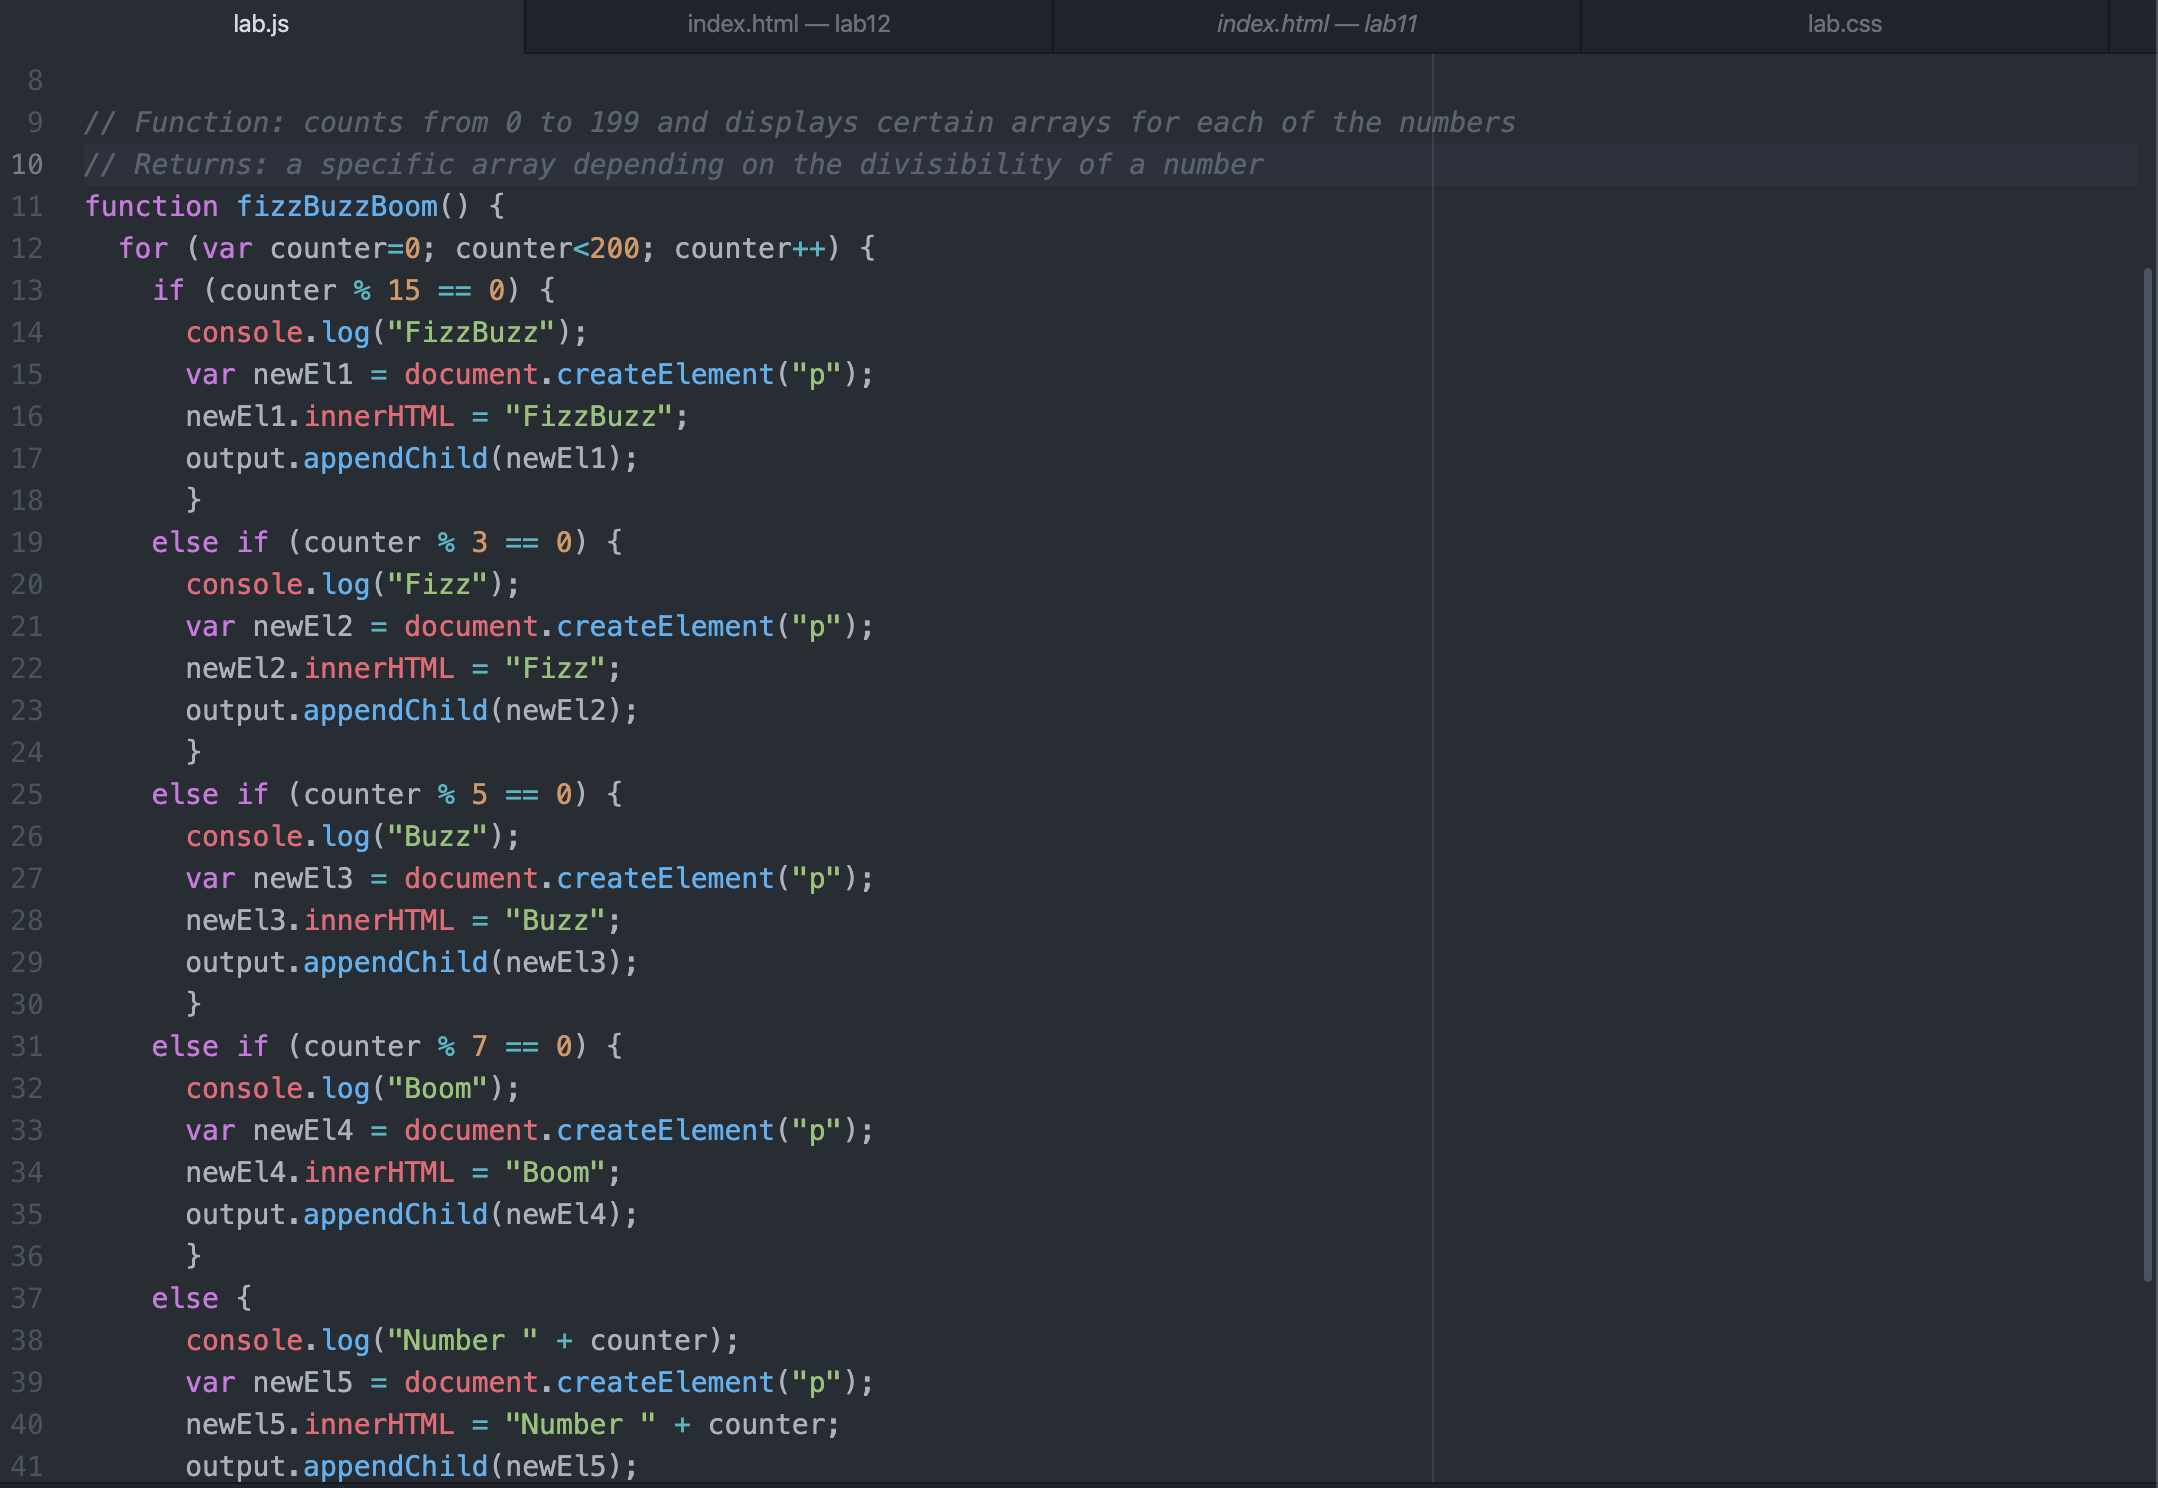 lab.js index.html — lab12 index.html — lab11 lab.css
8
9 // Function: counts from 0 to 199 and displays certain arrays for each of the numbers
10 // Returns: a specific array depending on the divisibility of a number
11 function fizzBuzzBoom() {
12   for (var counter=0; counter<200; counter++) {
13     if (counter % 15 == 0) {
14       console.log("FizzBuzz");
15       var newEl1 = document.createElement("p");
16       newEl1.innerHTML = "FizzBuzz";
17       output.appendChild(newEl1);
18       }
19     else if (counter % 3 == 0) {
20       console.log("Fizz");
21       var newEl2 = document.createElement("p");
22       newEl2.innerHTML = "Fizz";
23       output.appendChild(newEl2);
24       }
25     else if (counter % 5 == 0) {
26       console.log("Buzz");
27       var newEl3 = document.createElement("p");
28       newEl3.innerHTML = "Buzz";
29       output.appendChild(newEl3);
30       }
31     else if (counter % 7 == 0) {
32       console.log("Boom");
33       var newEl4 = document.createElement("p");
34       newEl4.innerHTML = "Boom";
35       output.appendChild(newEl4);
36       }
37     else {
38       console.log("Number " + counter);
39       var newEl5 = document.createElement("p");
40       newEl5.innerHTML = "Number " + counter;
41       output.appendChild(newEl5);